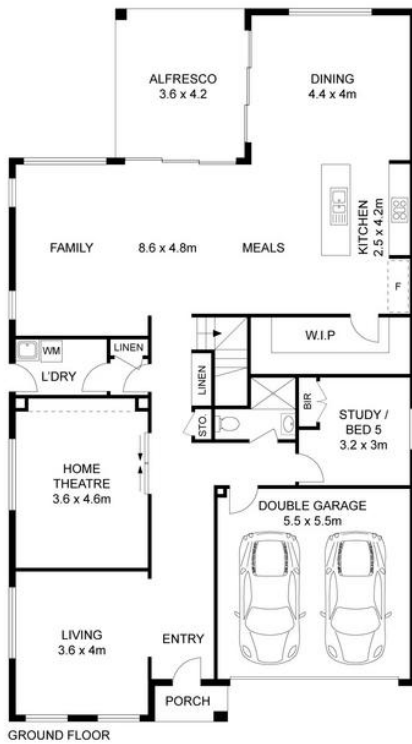 ALFRESCO
3.6 x 4.2
DINING
4.4 x 4m
KITCHEN
2.5 x 4.2m
FAMILY
8.6 x 4.8m
MEALS
F
W.I.P
WM
LINEN
L'DRY
LINEN
STO.
BIR
STUDY /
BED 5
3.2 x 3m
HOME
THEATRE
3.6 x 4.6m
DOUBLE GARAGE
5.5 x 5.5m
LIVING
3.6 x 4m
ENTRY
PORCH
GROUND FLOOR